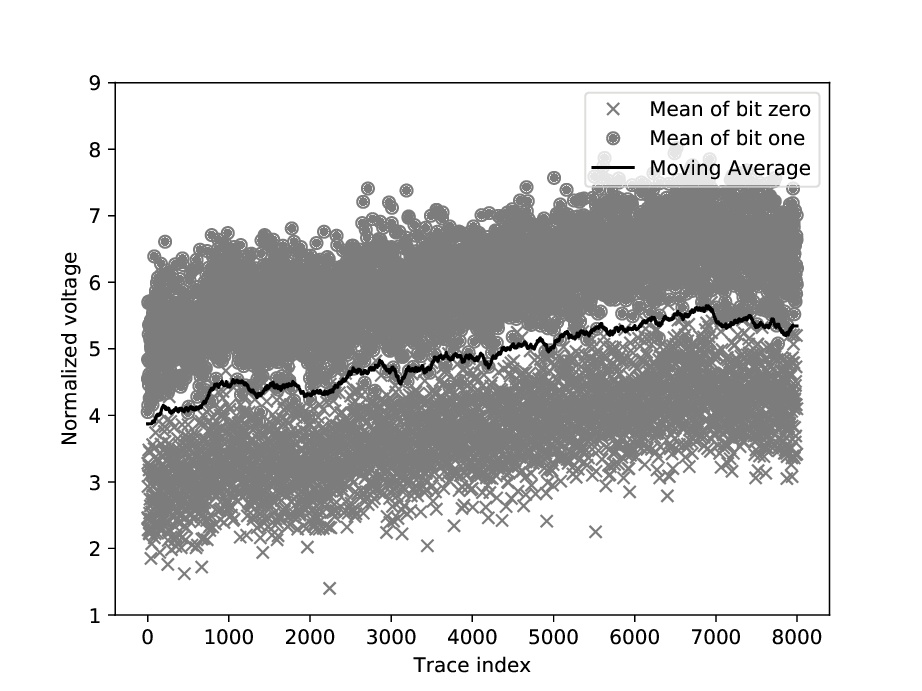 9
8
7
6
5
4
3
2
1
Normalized voltage
Mean of bit zero
Mean of bit one
Moving Average
0 1000 2000 3000 4000 5000 6000 7000 8000
Trace index